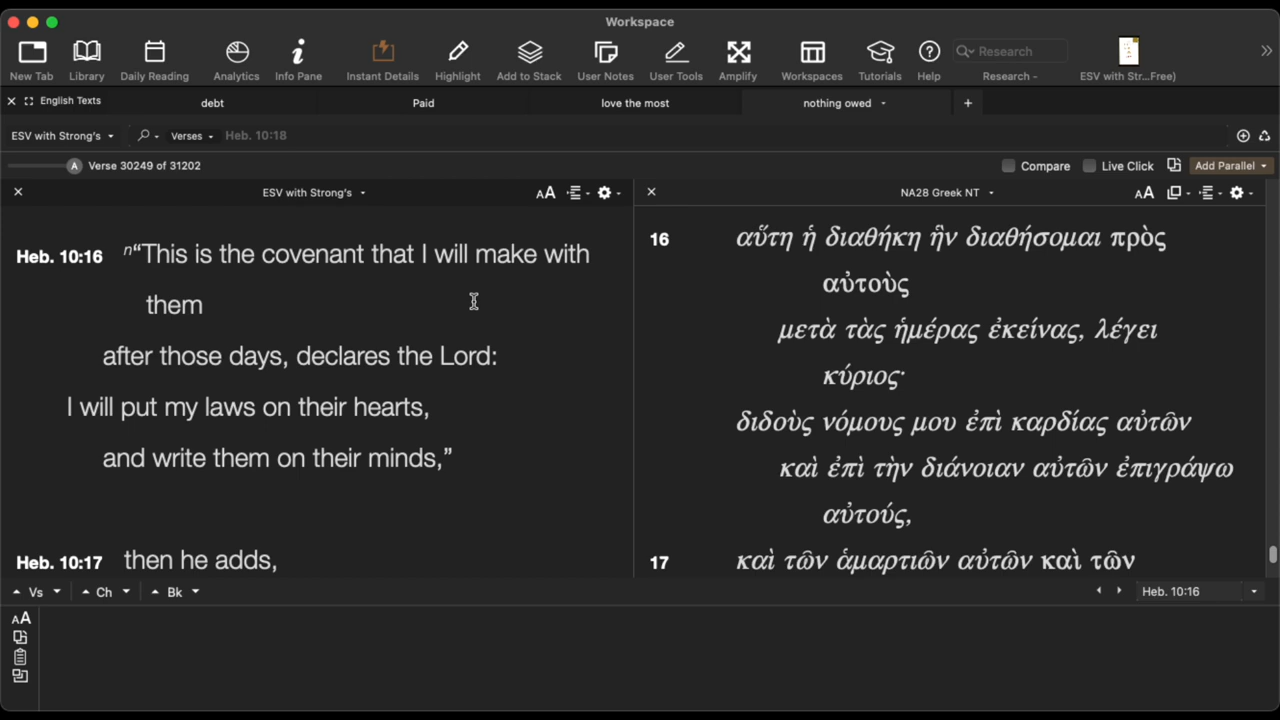 Workspace
New Tab Library Daily Reading Analytics Info Pane Instant Details Highlight Add to Stack User Notes User Tools Amplify Workspaces Tutorials Help Research Research ESV with Str...Free)
English Texts debt Paid love the most nothing owed
ESV with Strong's Verses Heb. 10:18
A Verse 30249 of 31202 Compare Live Click Add Parallel
ESV with Strong's AA
Heb. 10:16 n“This is the covenant that I will make with
them
after those days, declares the Lord:
I will put my laws on their hearts,
and write them on their minds,”
Heb. 10:17 then he adds,
NA28 Greek NT AA
16 αὕτη ἡ διαθήκη ἣν διαθήσομαι πρὸς
αὐτοὺς
μετὰ τὰς ἡμέρας ἐκείνας, λέγει
κύριος·
διδοὺς νόμους μου ἐπὶ καρδίας αὐτῶν
καὶ ἐπὶ τὴν διάνοιαν αὐτῶν ἐπιγράψω
αὐτούς,
17 καὶ τῶν ἁμαρτιῶν αὐτῶν καὶ τῶν
Vs Ch Bk Heb. 10:16
AA